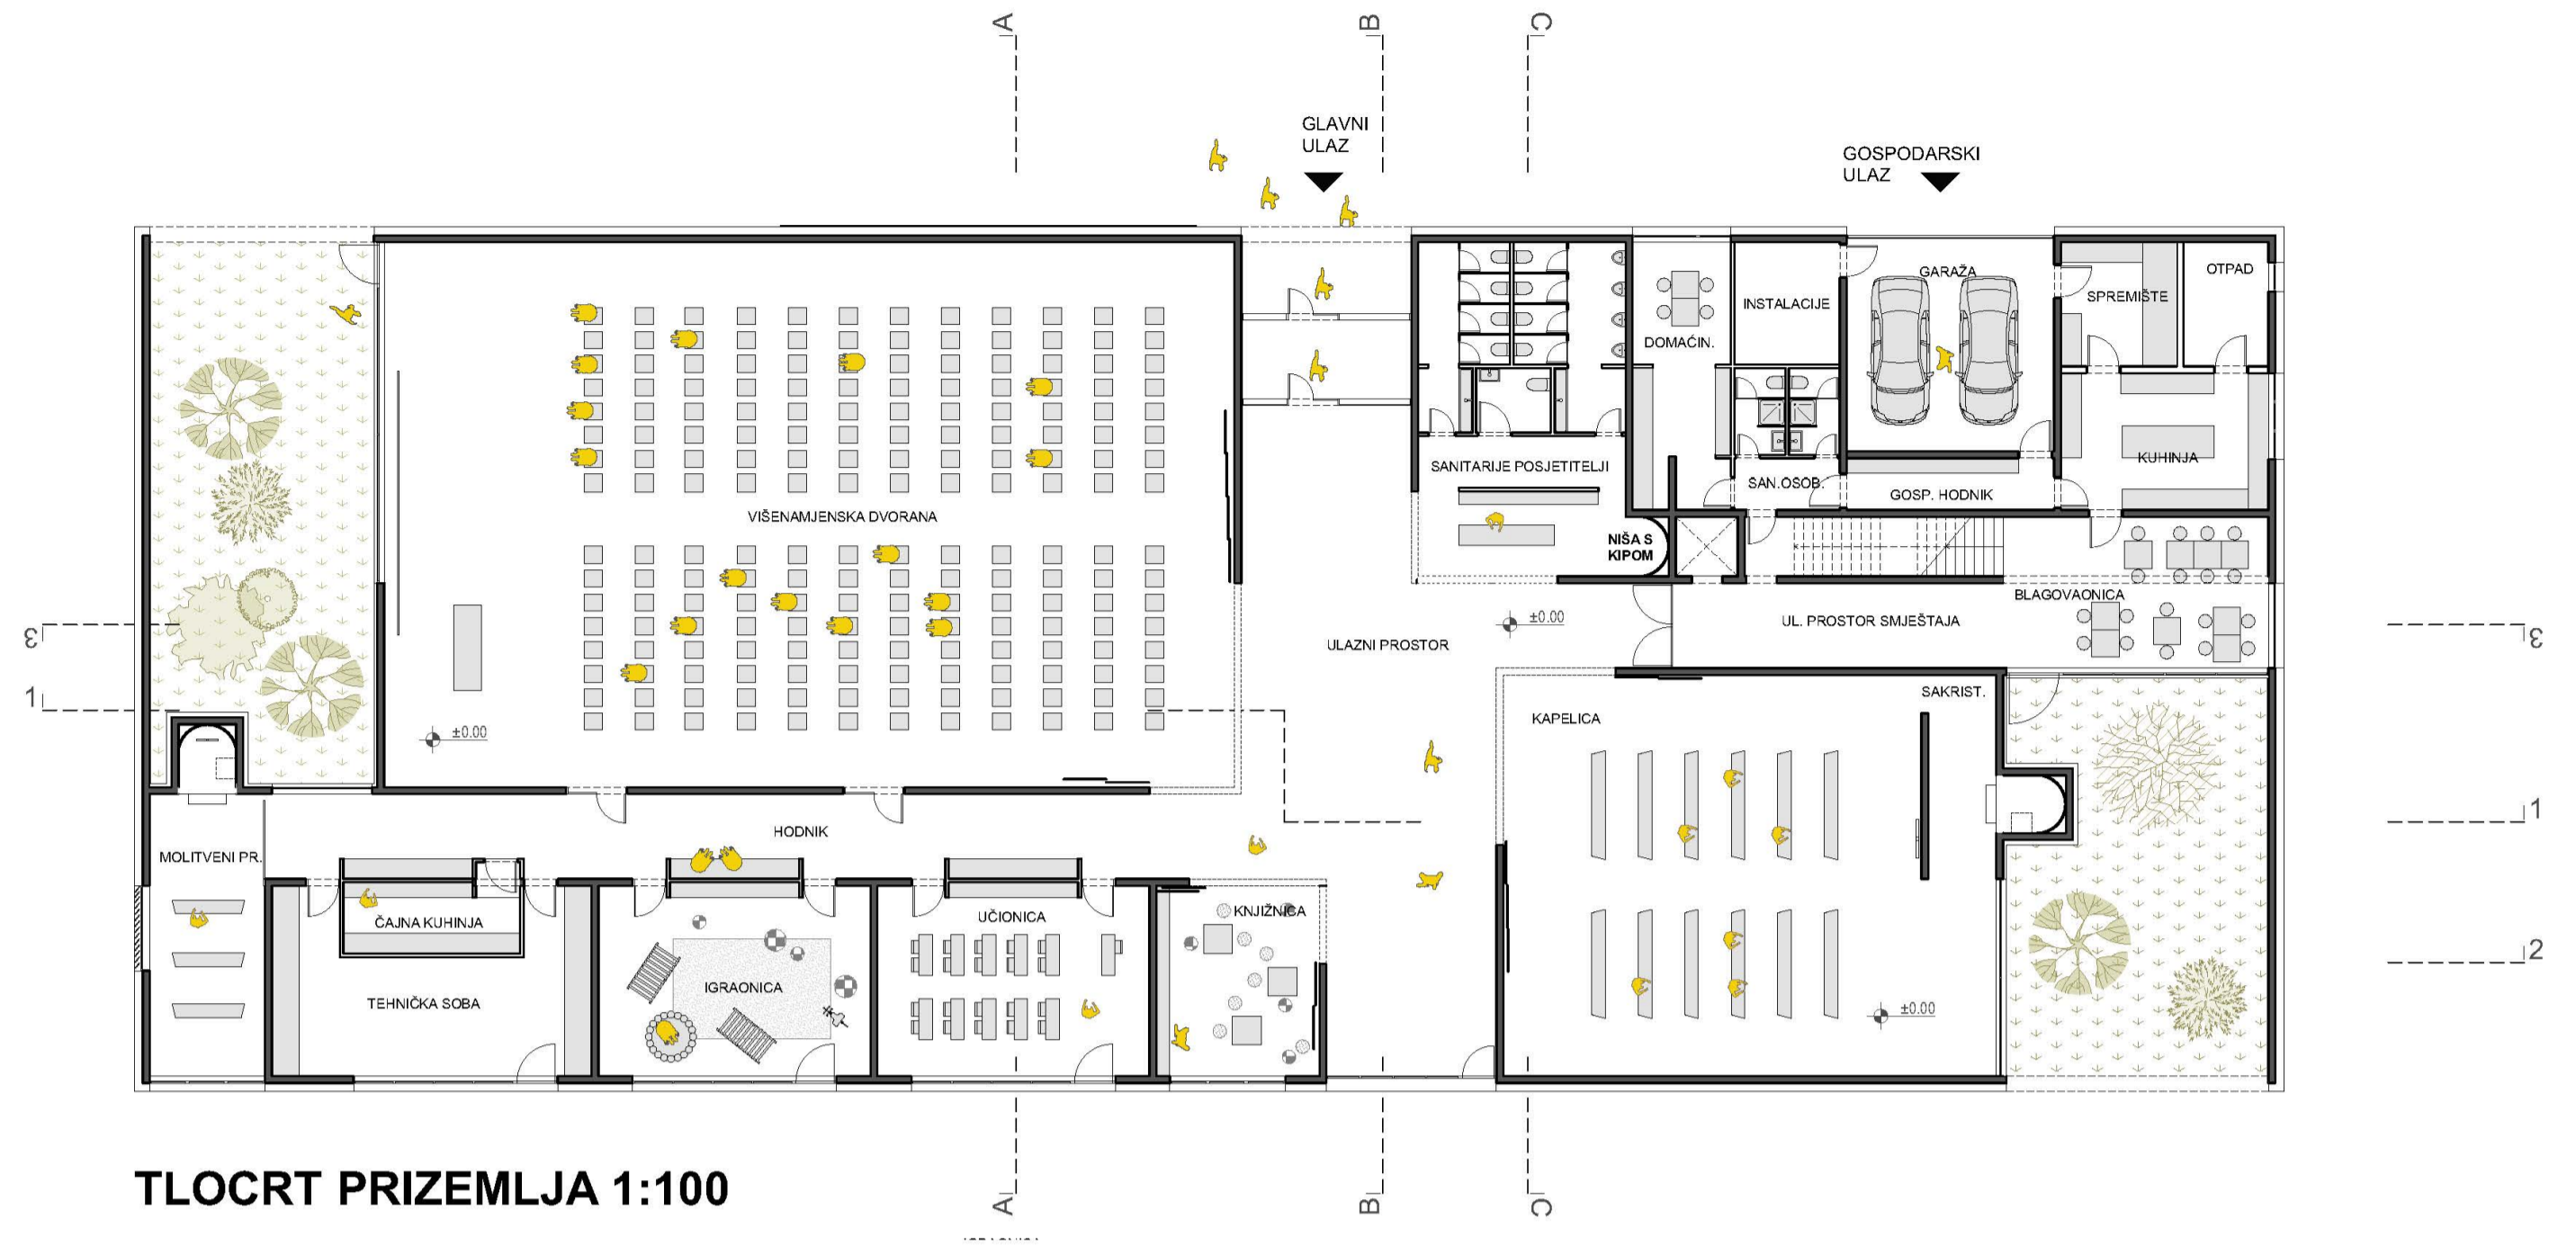 A
B
C
GLAVNI
ULAZ
GOSPODARSKI
ULAZ
GARAŽA
OTPAD
SPREMIŠTE
INSTALACIJE
DOMAĆIN.
KUHINJA
SANITARIJE POSJETITELJI
SAN.OSOB.
GOSP. HODNIK
VIŠENAMJENSKA DVORANA
NIŠA S
KIPOM
BLAGOVAONICA
±0.00
UL. PROSTOR SMJEŠTAJA
ULAZNI PROSTOR
3
3
1
SAKRIST.
KAPELICA
±0.00
1
HODNIK
MOLITVENI PR.
KNJIŽNICA
UČIONICA
ČAJNA KUHINJA
2
IGRAONICA
TEHNIČKA SOBA
±0.00
TLOCRT PRIZEMLJA 1:100
A
B
C